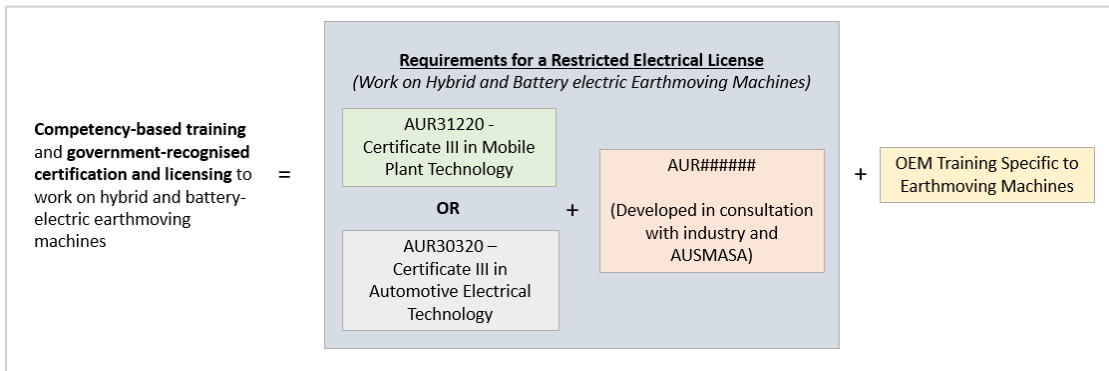 Requirements for a Restricted Electrical License
(Work on Hybrid and Battery electric Earthmoving Machines)
Competency-based training
and government-recognised
certification and licensing to
work on hybrid and battery-
electric earthmoving
machines
=
AUR31220 -
Certificate III in Mobile
Plant Technology
OR
AUR30320 –
Certificate III in
Automotive Electrical
Technology
+
AUR######
(Developed in consultation
with industry and
AUSMASA)
+
OEM Training Specific to
Earthmoving Machines